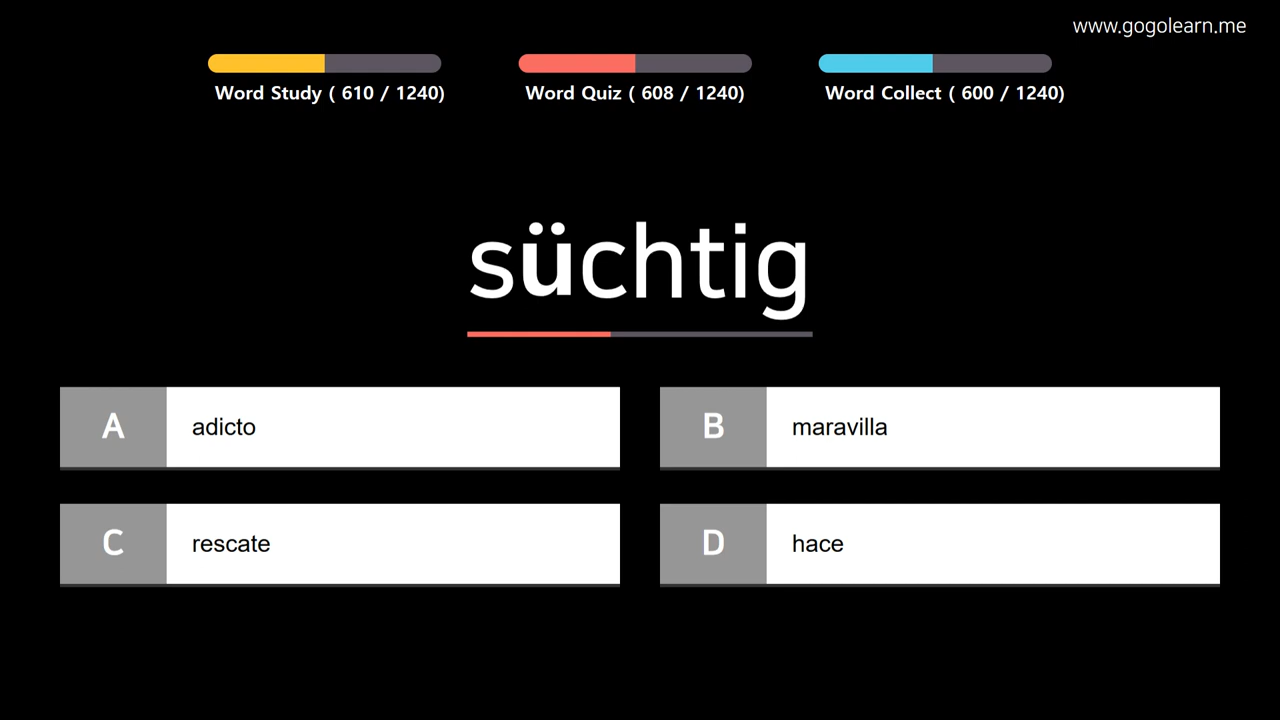 www.gogolearn.me
Word Study ( 610 / 1240)
Word Quiz ( 608 / 1240)
Word Collect ( 600 / 1240)
süchtig
A
adicto
B
maravilla
C
rescate
D
hace